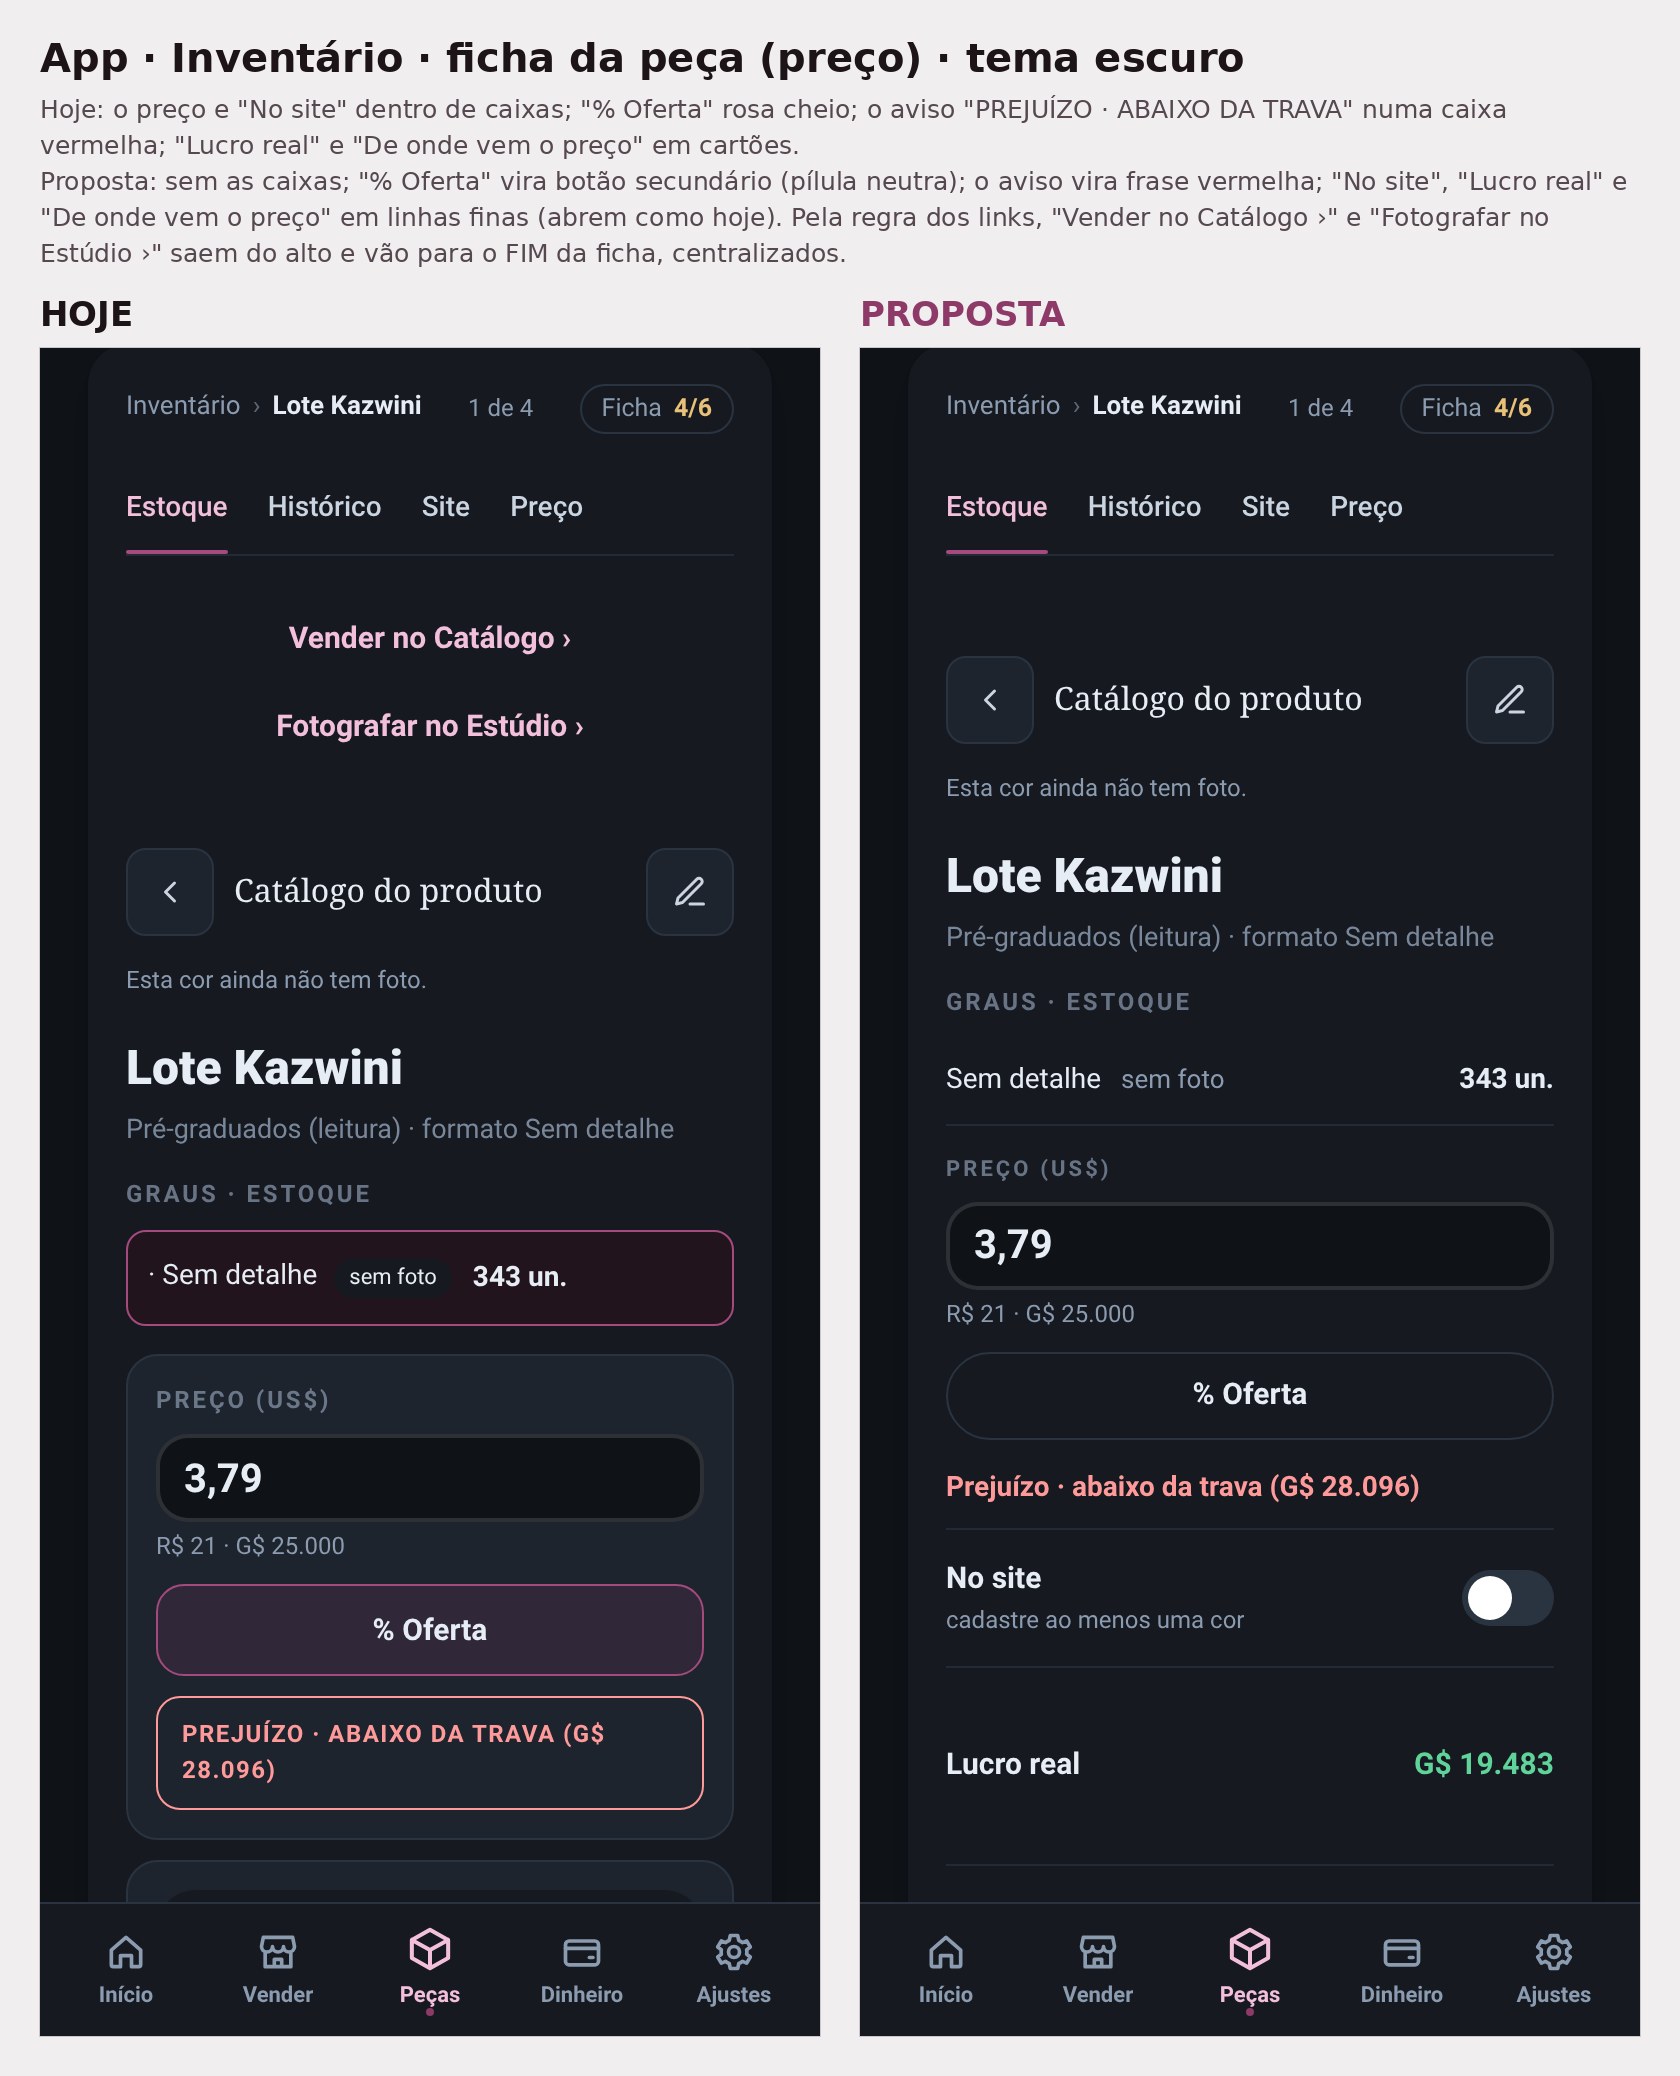 App · Inventário · ficha da peça (preço) · tema escuro
Hoje: o preço e "No site" dentro de caixas; "% Oferta" rosa cheio; o aviso "PREJUÍZO · ABAIXO DA TRAVA" numa caixa
vermelha; "Lucro real" e "De onde vem o preço" em cartões.
Proposta: sem as caixas; "% Oferta" vira botão secundário (pílula neutra); o aviso vira frase vermelha; "No site", "Lucro real" e
"De onde vem o preço" em linhas finas (abrem como hoje). Pela regra dos links, "Vender no Catálogo ›" e "Fotografar no
Estúdio ›" saem do alto e vão para o FIM da ficha, centralizados.
HOJE
Inventário › Lote Kazwini 1 de 4 Ficha 4/6
Estoque Histórico Site Preço
Vender no Catálogo ›
Fotografar no Estúdio ›
Catálogo do produto
Esta cor ainda não tem foto.
Lote Kazwini
Pré-graduados (leitura) · formato Sem detalhe
GRAUS · ESTOQUE
· Sem detalhe sem foto 343 un.
PREÇO (US$)
3,79
R$ 21 · G$ 25.000
% Oferta
PREJUÍZO · ABAIXO DA TRAVA (G$
28.096)
Início Vender Peças Dinheiro Ajustes
PROPOSTA
Inventário › Lote Kazwini 1 de 4 Ficha 4/6
Estoque Histórico Site Preço
Catálogo do produto
Esta cor ainda não tem foto.
Lote Kazwini
Pré-graduados (leitura) · formato Sem detalhe
GRAUS · ESTOQUE
Sem detalhe sem foto 343 un.
PREÇO (US$)
3,79
R$ 21 · G$ 25.000
% Oferta
Prejuízo · abaixo da trava (G$ 28.096)
No site
cadastre ao menos uma cor
Lucro real G$ 19.483
Início Vender Peças Dinheiro Ajustes